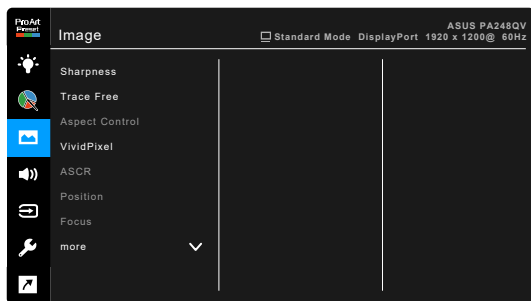 ProArt
Preset
Image
ASUS PA248QV
Standard Mode DisplayPort 1920 x 1200@ 60Hz
Sharpness
Trace Free
Aspect Control
VividPixel
ASCR
Position
Focus
more